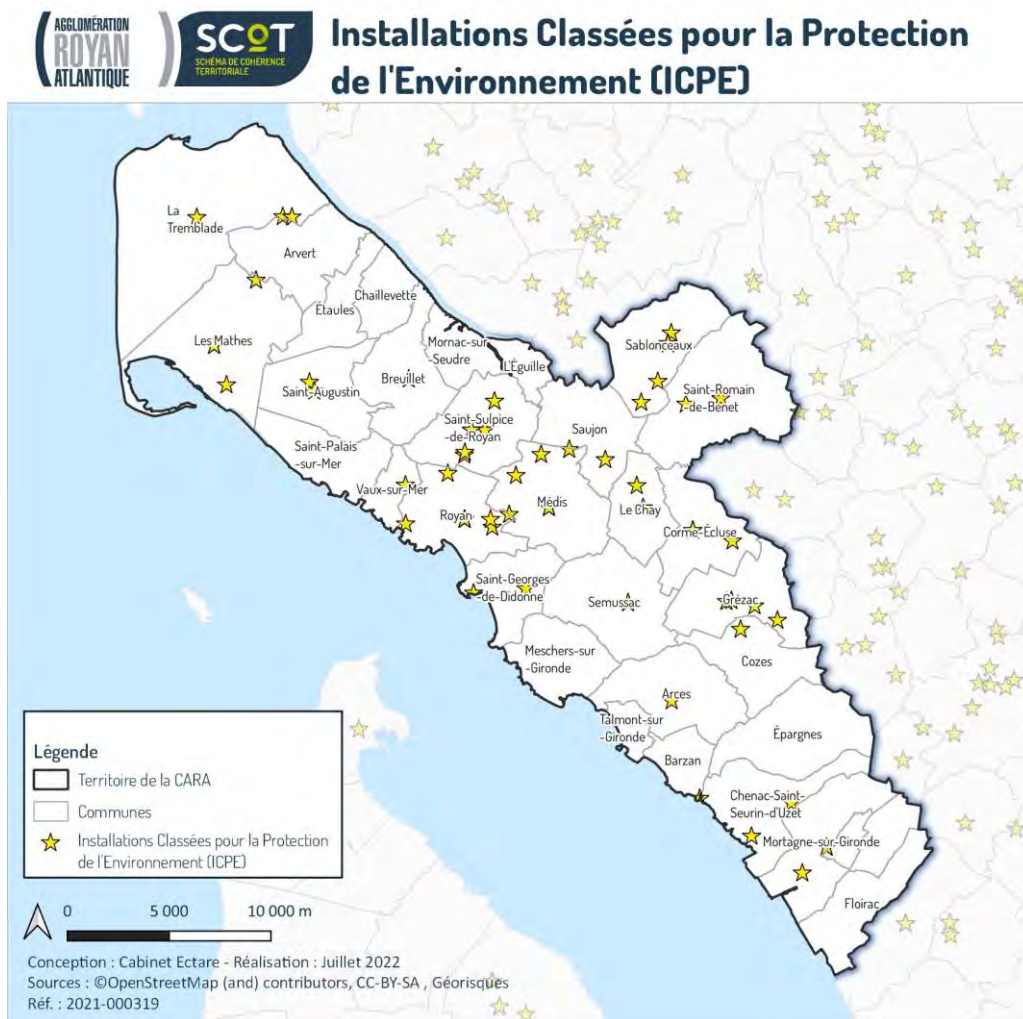 AGGLOMÉRATION
ROYAN
ATLANTIQUE
SCOT
SCHÉMA DE COHÉRENCE
TERRITORIALE
Installations Classées pour la Protection
de l'Environnement (ICPE)
La
Tremblade
Arvert
Chaillevette
Étaules
Les Mathes
Mornac-sur
-Seudre
L'Éguille
Sablonceaux
Breuillet
Saint-Augustin
Saint-Romain
-de-Benet
Saint-Sulpice
-de-Royan
Saujon
Saint-Palais
-sur-Mer
Vaux-sur-Mer
Royan
Médis
Le Chay
Corme-Écluse
Saint-Georges
-de-Didonne
Semussac
Grézac
Meschers-sur
-Gironde
Cozes
Arces
Talmont-sur
-Gironde
Épargnes
Barzan
Chenac-Saint-
Seurin-d'Uzet
Mortagne-sur-Gironde
Floirac
Légende
Territoire de la CARA
Communes
Installations Classées pour la Protection
de l'Environnement (ICPE)
0 5 000 10 000 m
Conception : Cabinet Ectare - Réalisation : Juillet 2022
Sources : ©OpenStreetMap (and) contributors, CC-BY-SA , Géorisques
Réf. : 2021-000319